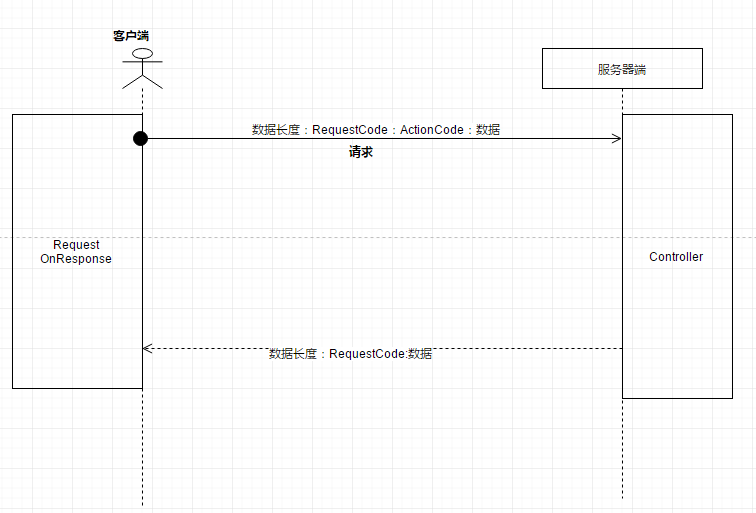 客户端
服务器端
数据长度：RequestCode：ActionCode：数据
请求
Request
OnResponse
Controller
数据长度：RequestCode:数据